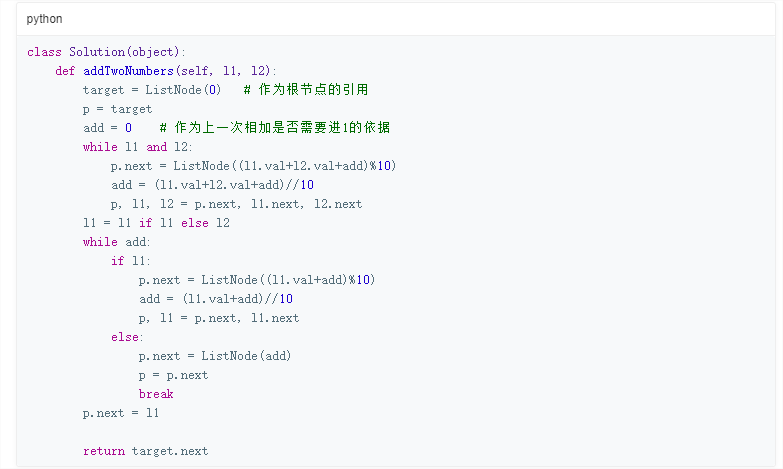 python
class Solution(object):
    def addTwoNumbers(self, l1, l2):
        target = ListNode(0)   # 作为根节点的引用
        p = target
        add = 0    # 作为上一次相加是否需要进1的依据
        while l1 and l2:
            p.next = ListNode((l1.val+l2.val+add)%10)
            add = (l1.val+l2.val+add)//10
            p, l1, l2 = p.next, l1.next, l2.next
        l1 = l1 if l1 else l2
        while add:
            if l1:
                p.next = ListNode((l1.val+add)%10)
                add = (l1.val+add)//10
                p, l1 = p.next, l1.next
            else:
                p.next = ListNode(add)
                p = p.next
                break
        p.next = l1
        return target.next